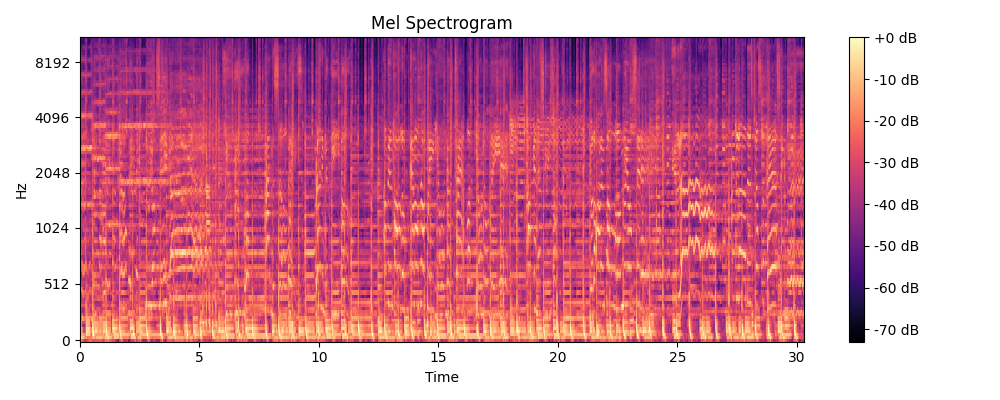 Mel Spectrogram
8192
4096
2048
1024
512
0
Hz
0
10
15
20
25
30
Time
+0 dB
-10 dB
-20 dB
-30 dB
-40 dB
-50 dB
-60 dB
-70 dB